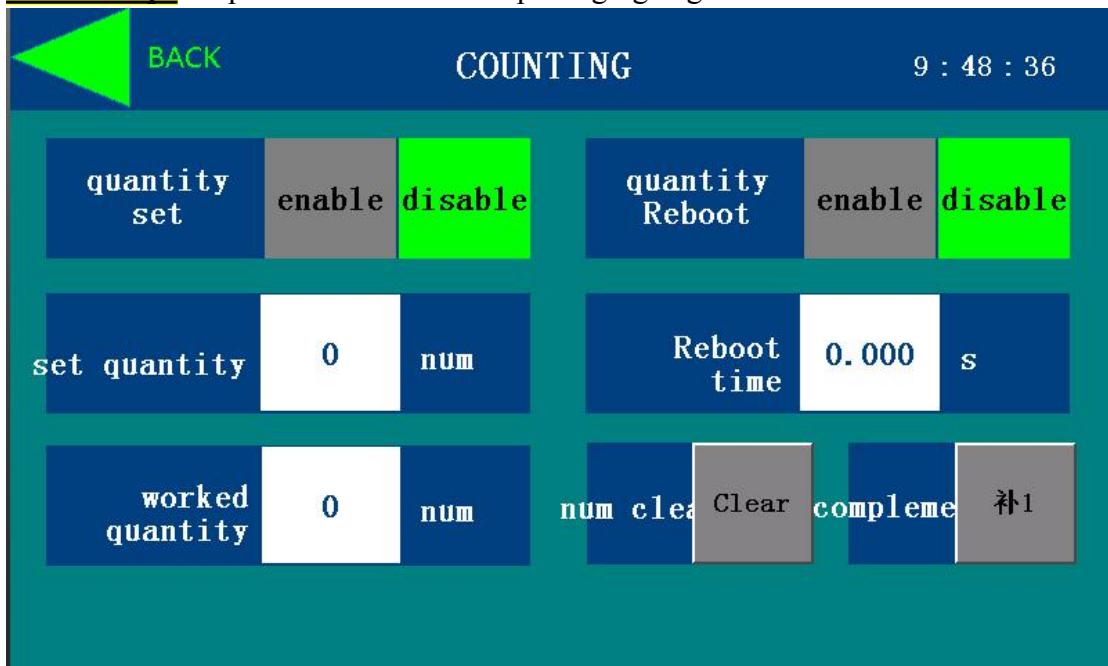 BACK
COUNTING
9 : 48 : 36
quantity
set
enable
disable
quantity
Reboot
enable
disable
set quantity
0
num
Reboot
time
0.000
s
worked
quantity
0
num
num clea
Clear
compleme
补1